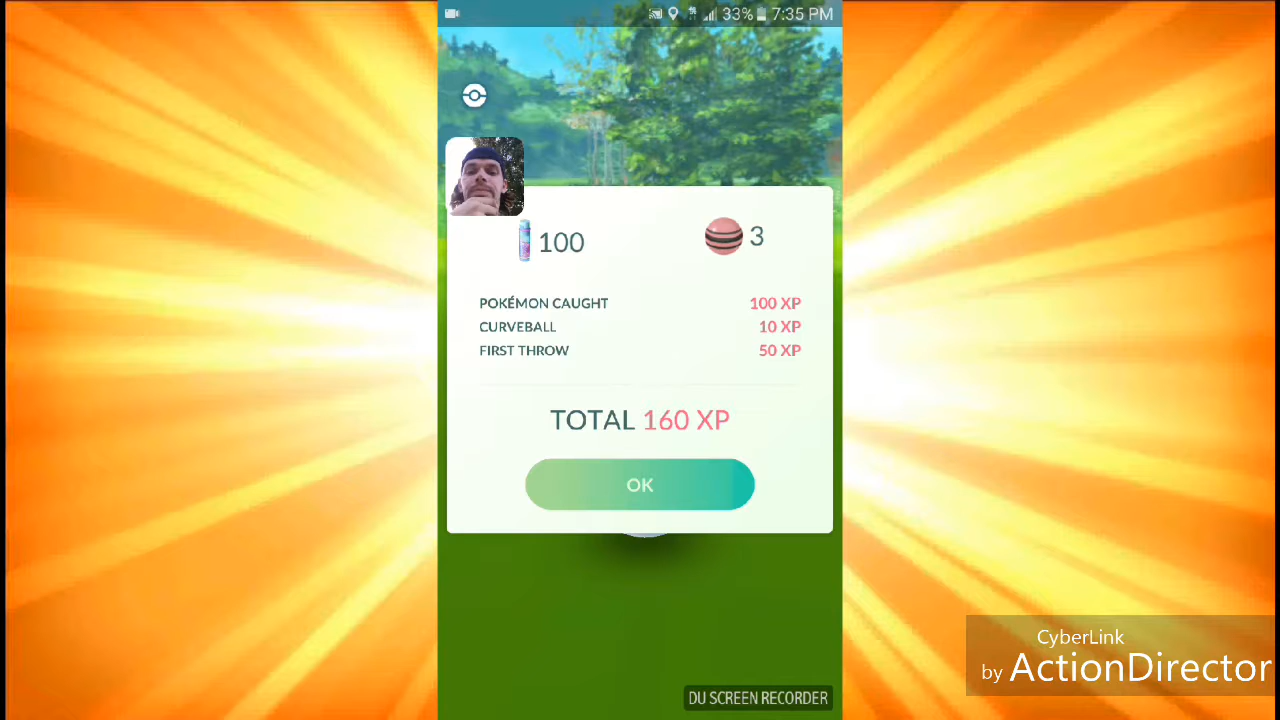 33% 7:35 PM
100
3
POKÉMON CAUGHT 100 XP
CURVEBALL 10 XP
FIRST THROW 50 XP
TOTAL 160 XP
OK
CyberLink
by ActionDirector
DU SCREEN RECORDER